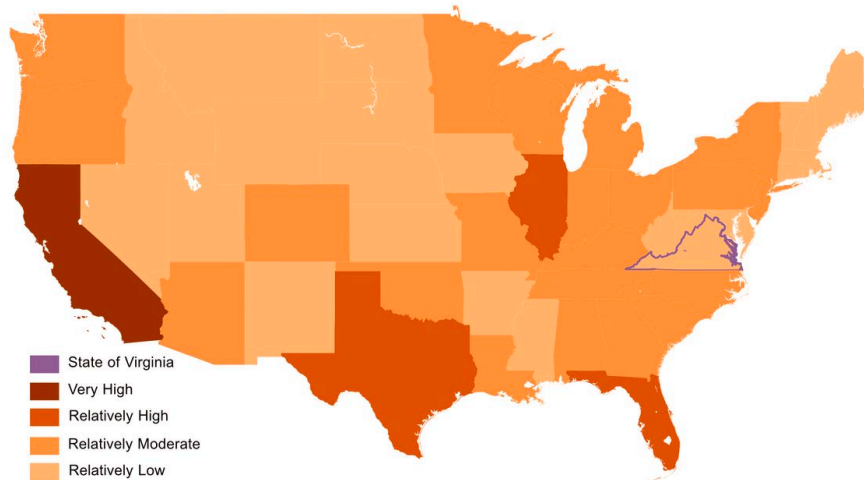 State of Virginia
Very High
Relatively High
Relatively Moderate
Relatively Low